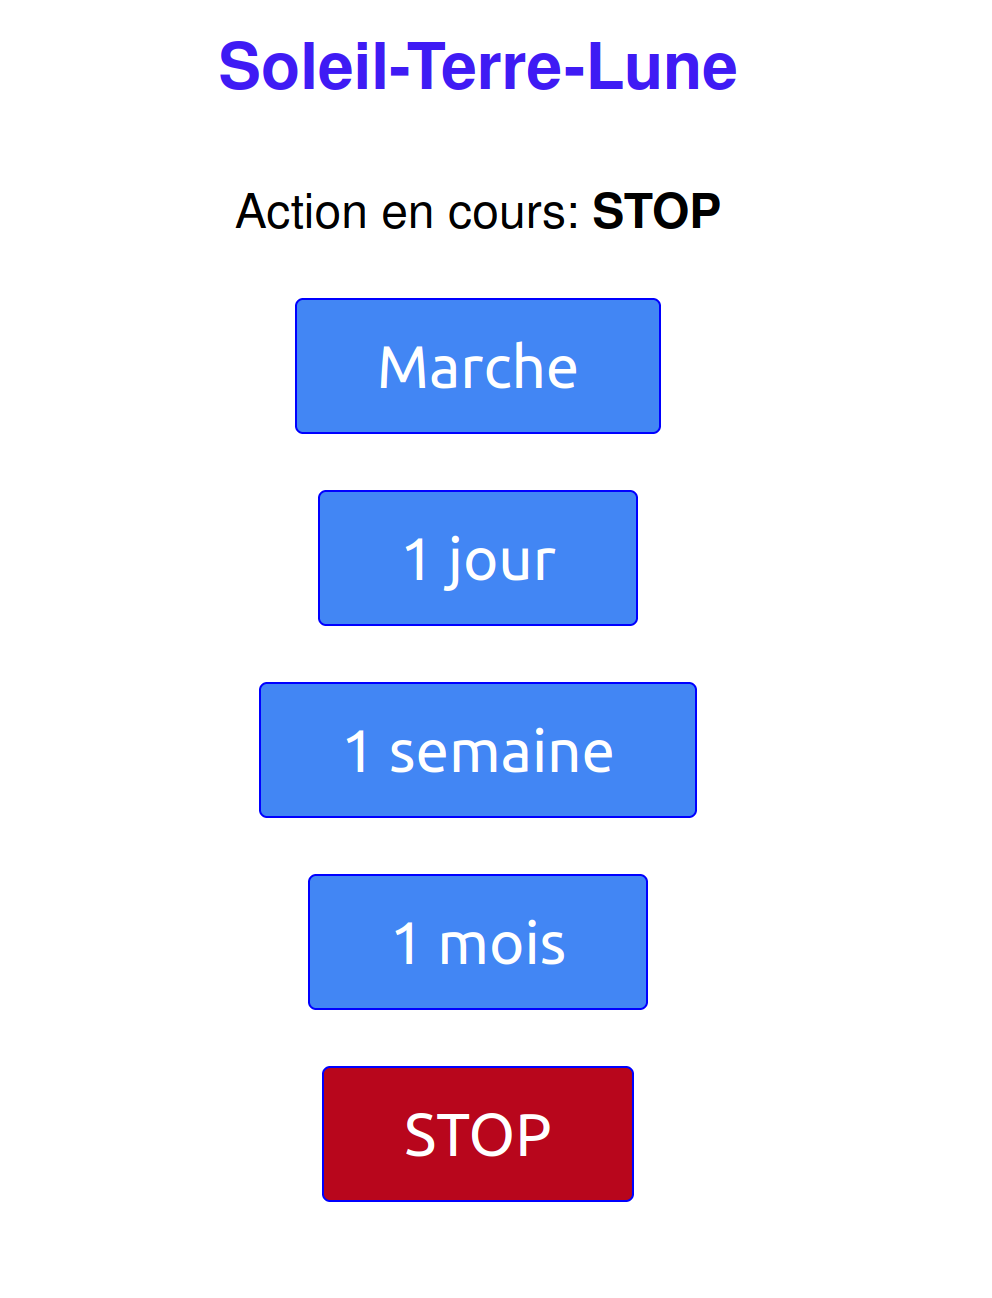 Soleil-Terre-Lune
Action en cours: STOP
Marche
1 jour
1 semaine
1 mois
STOP